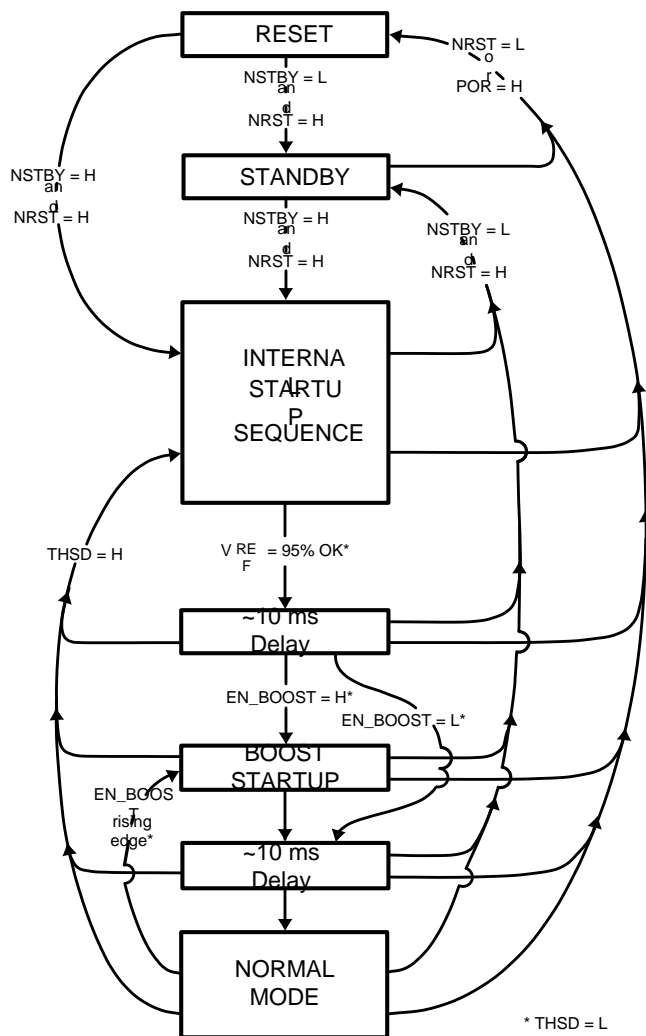 RESET
NRST = L
or
POR = H
NSTBY = L
and
NRST = H
NSTBY = H
and
NRST = H
STANDBY
NSTBY = H
and
NRST = H
NSTBY = L
and
NRST = H
INTERNAL
STARTUP
SEQUENCE
THSD = H
V REF = 95% OK*
~10 ms
Delay
EN_BOOST = H*
EN_BOOST = L*
BOOST
STARTUP
EN_BOOST
rising
edge*
~10 ms
Delay
NORMAL
MODE
* THSD = L